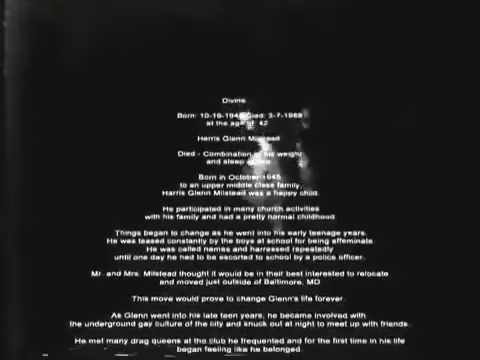 Divine
Born: 10-19-1945 Died: 3-7-1988
at the age of: 42
Harris Glenn Milstead
Died - Combination of his weight
and sleep apnea
Born in October 1945
to an upper middle class family,
Harris Glenn Milstead was a happy child.
He participated in many church activities
with his family and had a pretty normal childhood.
Things began to change as he went into his early teenage years.
He was teased constantly by the boys at school for being effeminate.
He was called names and harrassed repeatedly
until one day he had to be escorted to school by a police officer.
Mr. and Mrs. Milstead thought it would be in their best interested to relocate
and moved just outside of Baltimore, MD
This move would prove to change Glenn's life forever.
As Glenn went into his late teen years, he became involved with
the underground gay culture of the city and snuck out at night to meet up with friends.
He met many drag queens at the club he frequented and for the first time in his life
began feeling like he belonged.